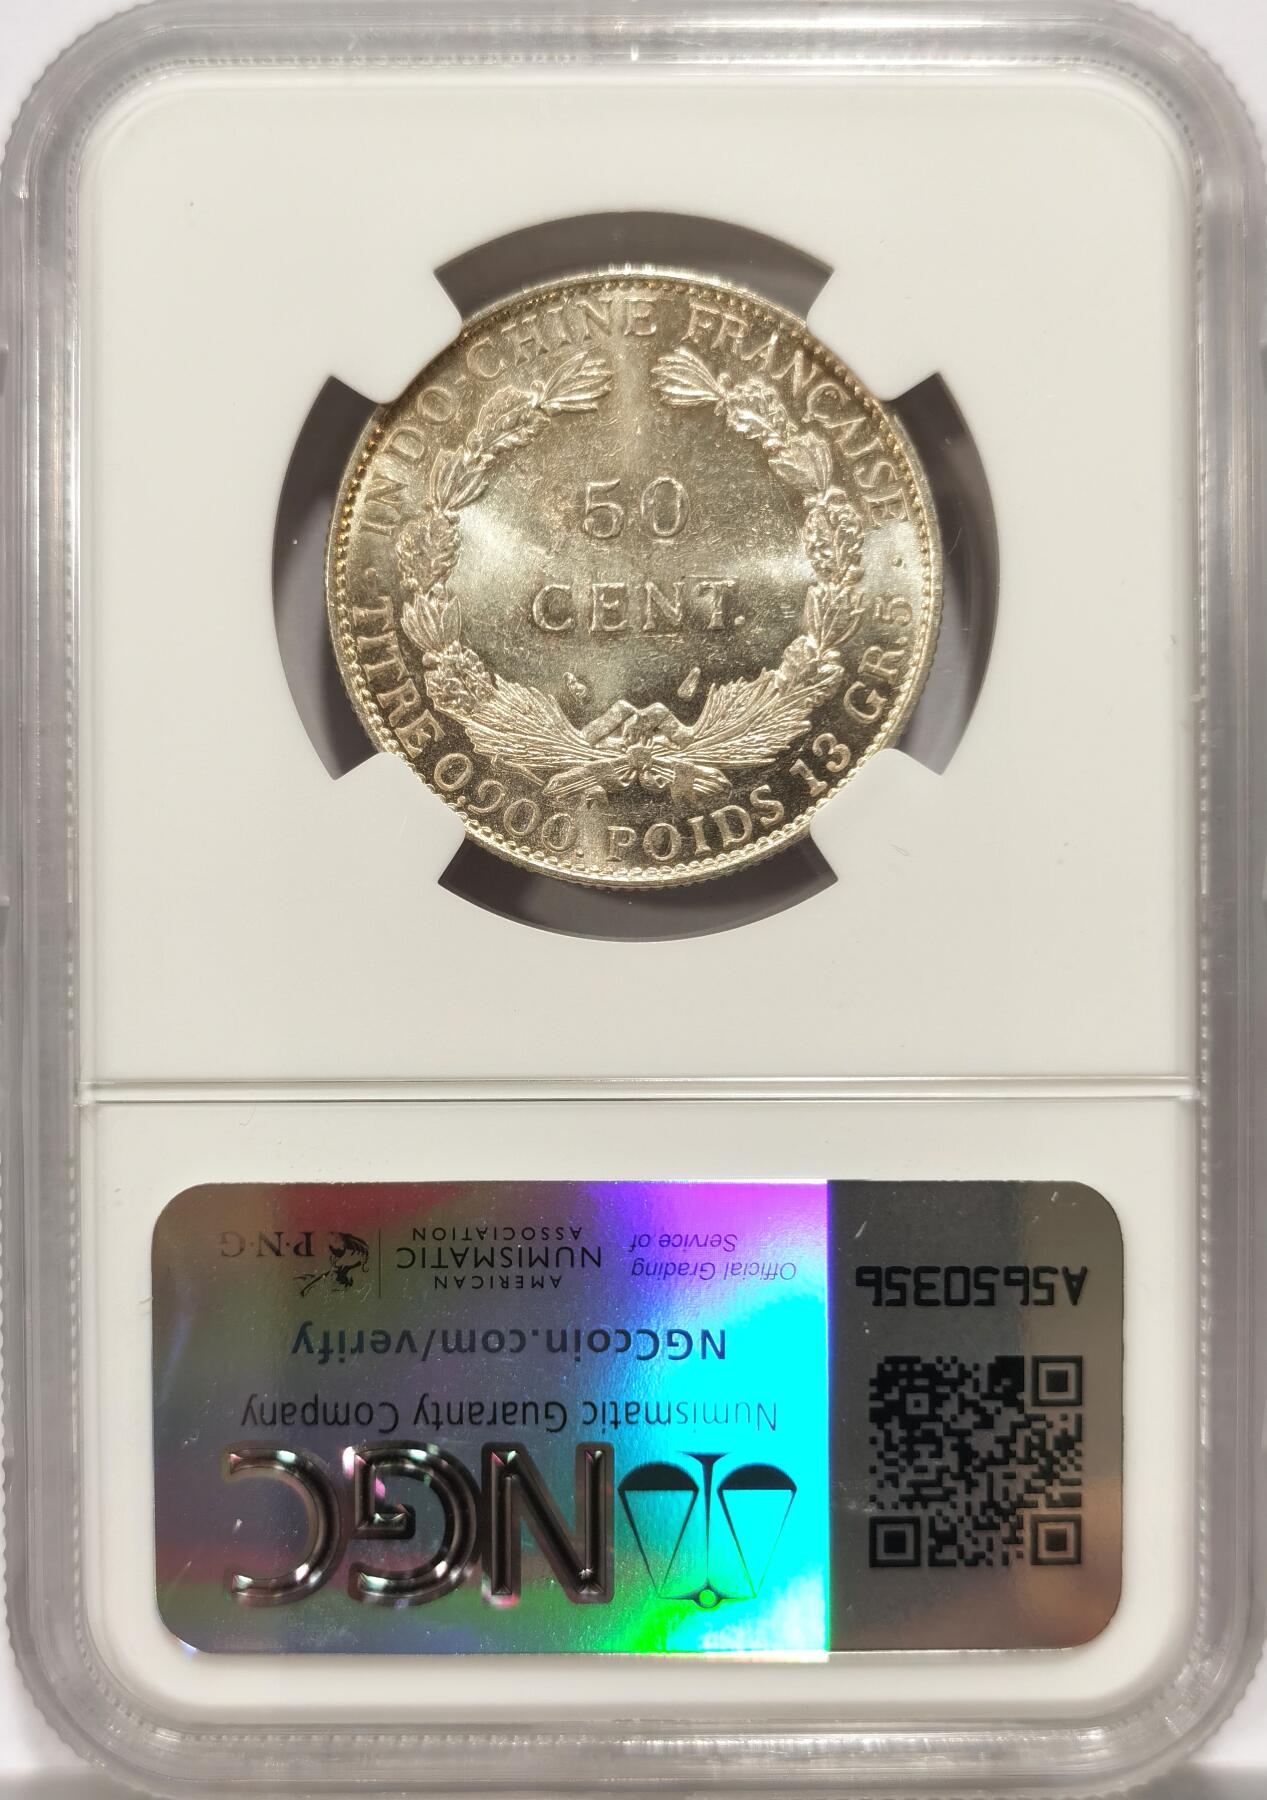 INDO-CHINE FRANÇAISE
50
CENT.
· TITRE 0,900. POIDS 13 GR.5 ·
NGC
Numismatic Guaranty Company
NGCcoin.com/verify
Official Grading
Service of
AMERICAN
NUMISMATIC
ASSOCIATION
P·N·G
A5650356